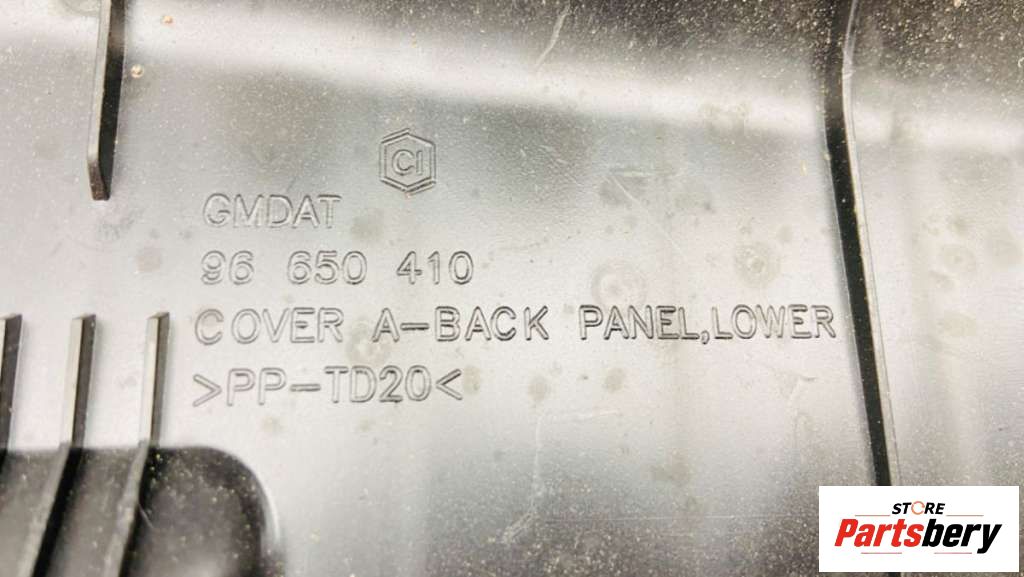 CI
GMDAT
96 650 410
COVER A-BACK PANEL,LOWER
>PP-TD20<
STORE
Partsbery